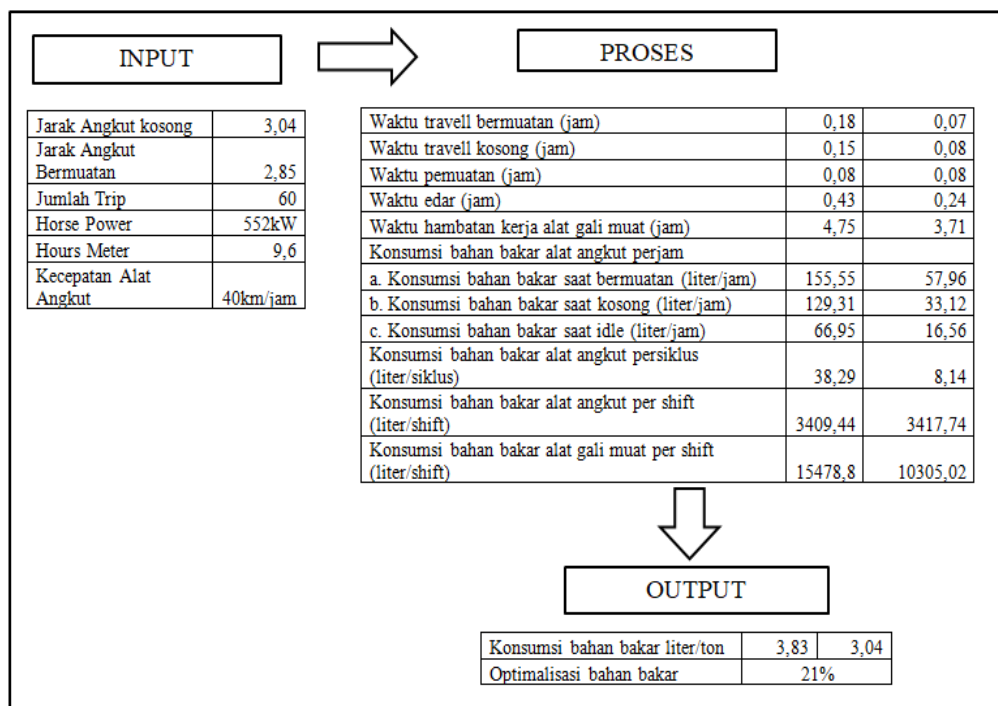 INPUT
PROSES
Jarak Angkut kosong 3,04
Jarak Angkut
Bermuatan 2,85
Jumlah Trip 60
Horse Power 552kW
Hours Meter 9,6
Kecepatan Alat
Angkut 40km/jam
Waktu travell bermuatan (jam) 0,18 0,07
Waktu travell kosong (jam) 0,15 0,08
Waktu pemuatan (jam) 0,08 0,08
Waktu edar (jam) 0,43 0,24
Waktu hambatan kerja alat gali muat (jam) 4,75 3,71
Konsumsi bahan bakar alat angkut perjam
a. Konsumsi bahan bakar saat bermuatan (liter/jam) 155,55 57,96
b. Konsumsi bahan bakar saat kosong (liter/jam) 129,31 33,12
c. Konsumsi bahan bakar saat idle (liter/jam) 66,95 16,56
Konsumsi bahan bakar alat angkut persiklus
(liter/siklus) 38,29 8,14
Konsumsi bahan bakar alat angkut per shift
(liter/shift) 3409,44 3417,74
Konsumsi bahan bakar alat gali muat per shift
(liter/shift) 15478,8 10305,02
OUTPUT
Konsumsi bahan bakar liter/ton 3,83 3,04
Optimalisasi bahan bakar 21%